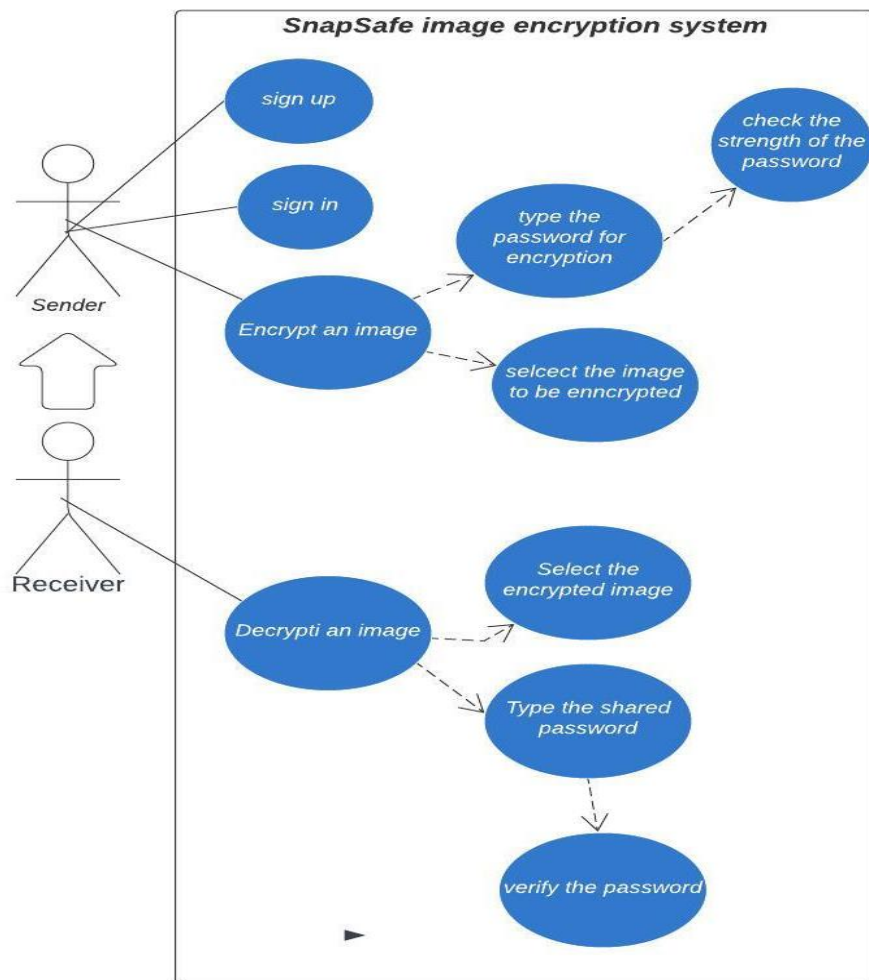 SnapSafe image encryption system
sign up
check the
strength of the
password
sign in
type the
password for
encryption
Sender
Encrypt an image
selcect the image
to be enncrypted
Receiver
Select the
encrypted image
Decrypti an image
Type the shared
password
verify the password